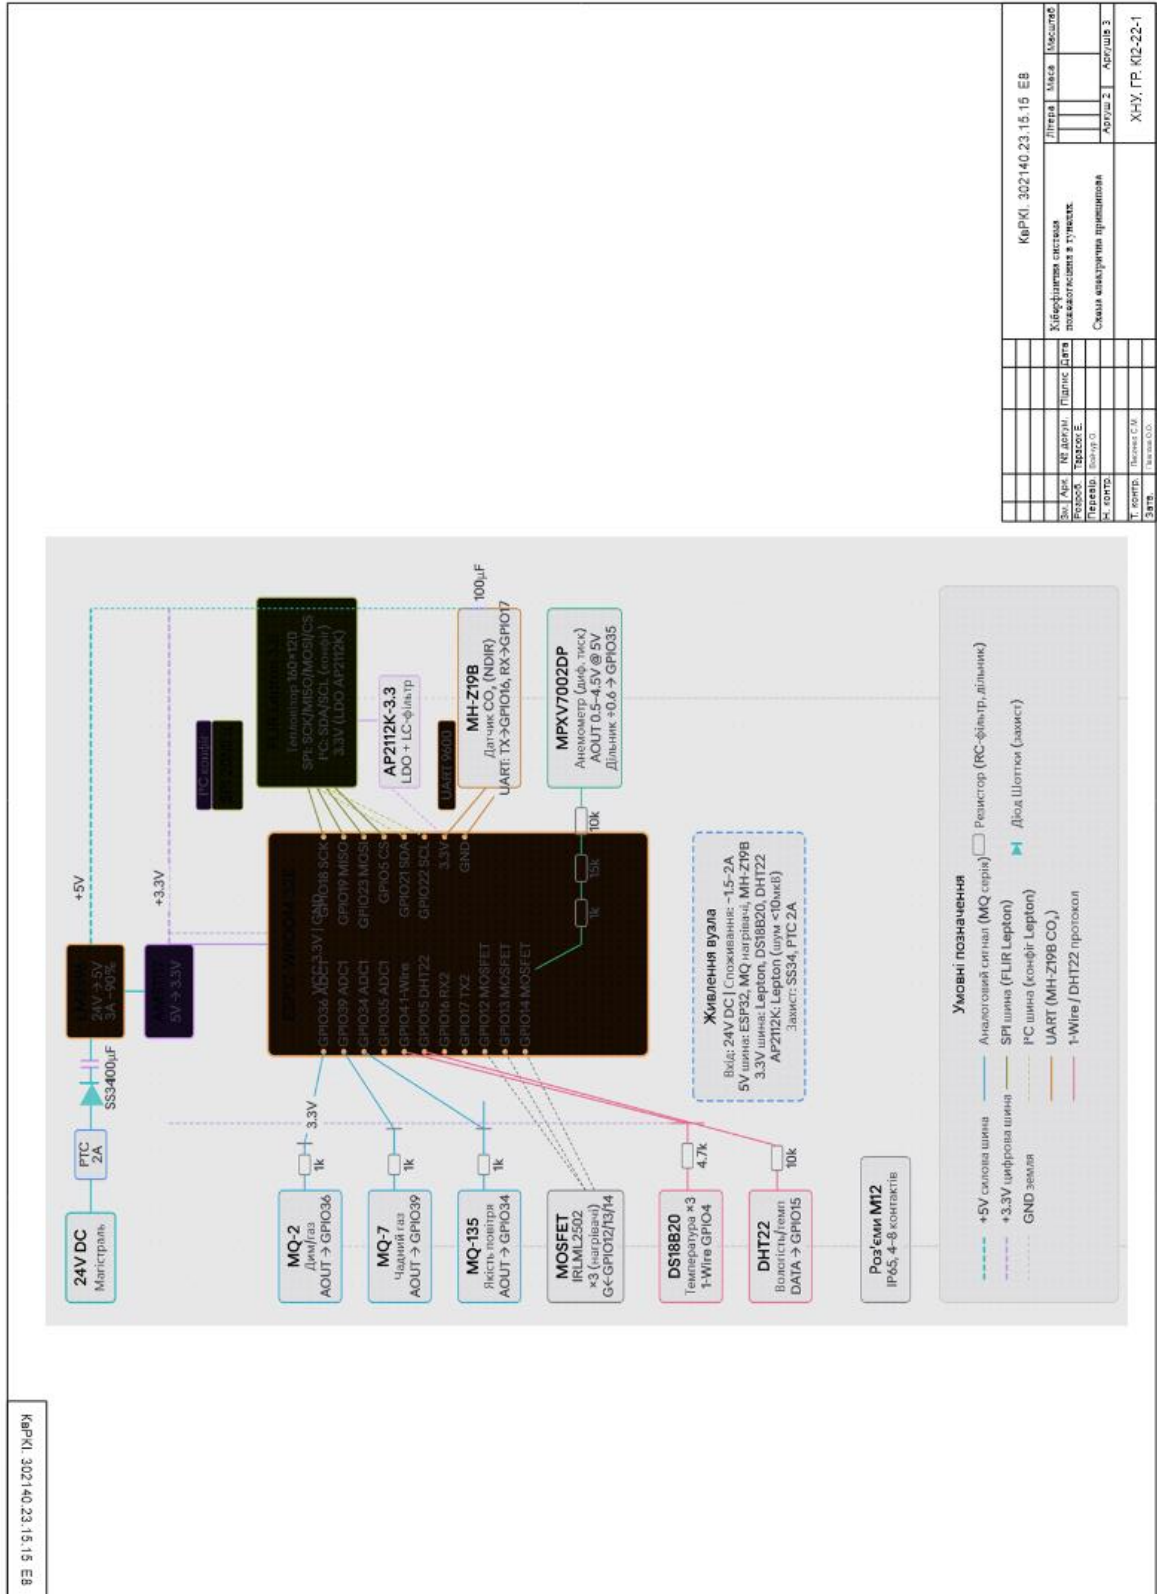 КвРКІ. 302140.23.15.15 Е8
24V DC
Магістраль
PTC
2A
SS34
100μF
24V → 5V
3A ~90%
5V → 3.3V
+5V
+3.3V
I²C конфіг
Тепловізор 160×120
SPI: SCK/MISO/MOSI/CS
I²C: SDA/SCL (конфіг)
3.3V (LDO AP2112K)
AP2112K-3.3
LDO + LC-фільтр
UART 9600
MH-Z19B
Датчик CO₂ (NDIR)
UART: TX→GPIO16, RX→GPIO17
100μF
MPXV7002DP
Анемометр (диф. тиск)
AOUT 0.5–4.5V @ 5V
Дільник ÷0.6 → GPIO35
GPIO36 ADC1
GPIO39 ADC1
GPIO34 ADC1
GPIO35 ADC1
GPIO4 1-Wire
GPIO15 DHT22
GPIO16 RX2
GPIO17 TX2
GPIO12 MOSFET
GPIO13 MOSFET
GPIO14 MOSFET
GPIO18 SCK
GPIO19 MISO
GPIO23 MOSI
GPIO5 CS
GPIO21 SDA
GPIO22 SCL
3.3V
GND
1k
15k
10k
MQ-2
Дим/газ
AOUT → GPIO36
1k
3.3V
MQ-7
Чадний газ
AOUT → GPIO39
1k
MQ-135
Якість повітря
AOUT → GPIO34
1k
MOSFET
IRLML2502
×3 (нагрівачі)
G←GPIO12/13/14
DS18B20
Температура ×3
1-Wire GPIO4
4.7k
DHT22
Вологість/темп
DATA → GPIO15
10k
Роз'єми M12
IP65, 4–8 контактів
Живлення вузла
Вхід: 24V DC | Споживання: ~1.5–2A
5V шина: ESP32, MQ нагрівачі, MH-Z19B
3.3V шина: Lepton, DS18B20, DHT22
AP2112K: Lepton (шум <10мкВ)
Захист: SS34, PTC 2A
Умовні позначення
+5V силова шина
Аналоговий сигнал (MQ серія)
Резистор (RC-фільтр, дільник)
+3.3V цифрова шина
SPI шина (FLIR Lepton)
Діод Шоттки (захист)
GND земля
I²C шина (конфіг Lepton)
UART (MH-Z19B CO₂)
1-Wire / DHT22 протокол
КвРКІ. 302140.23.15.15 Е8
Зм. Арк. № докум. Підпис Дата
Розроб. Тарасюк Е.
Перевір.
Н. контр.
Т. контр.
Затв.
Кіберфізична система
пожежогасіння в тунелях.
Схема електрична принципова
Літера Маса Масштаб
Аркуш 2 Аркушів 3
ХНУ, ГР. КІ2-22-1